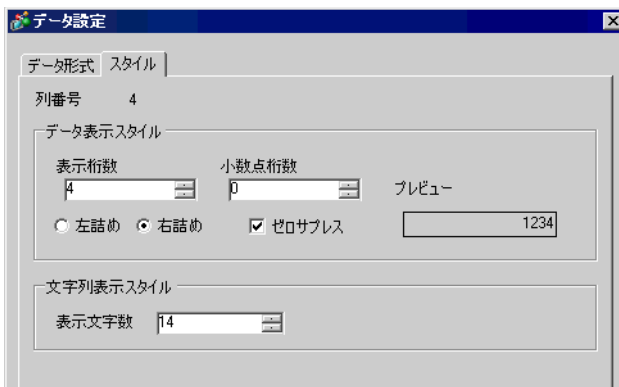 データ設定
データ形式 スタイル
列番号 4
データ表示スタイル
表示桁数 小数点桁数
4 0 プレビュー
左詰め 右詰め ゼロサプレス 1234
文字列表示スタイル
表示文字数 14